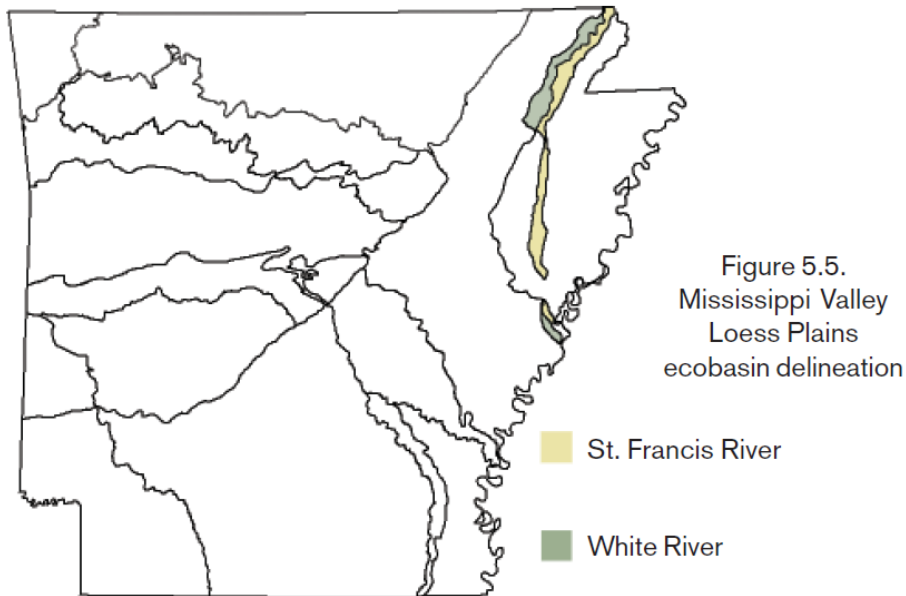 Figure 5.5.
Mississippi Valley
Loess Plains
ecobasin delineation
St. Francis River
White River